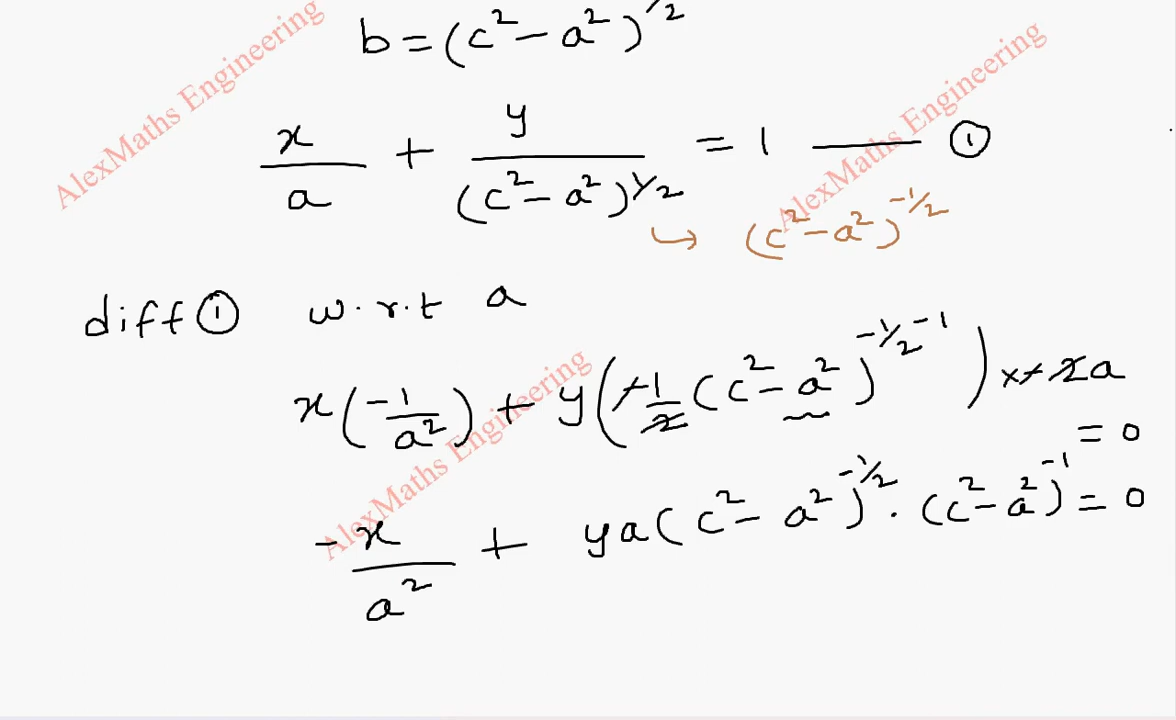 b = (c² - a²)^1/2
x/a + y/(c² - a²)^1/2 = 1 ——— ①
↳ (c² - a²)^-1/2
diff ① w.r.t a
x(-1/a²) + y(-1/2 (c² - a²)^-1/2-1) x - 2a
= 0
-x/a² + ya(c² - a²)^-1/2 . (c² - a²)^-1 = 0
AlexMaths Engineering
AlexMaths Engineering
AlexMaths Engineering